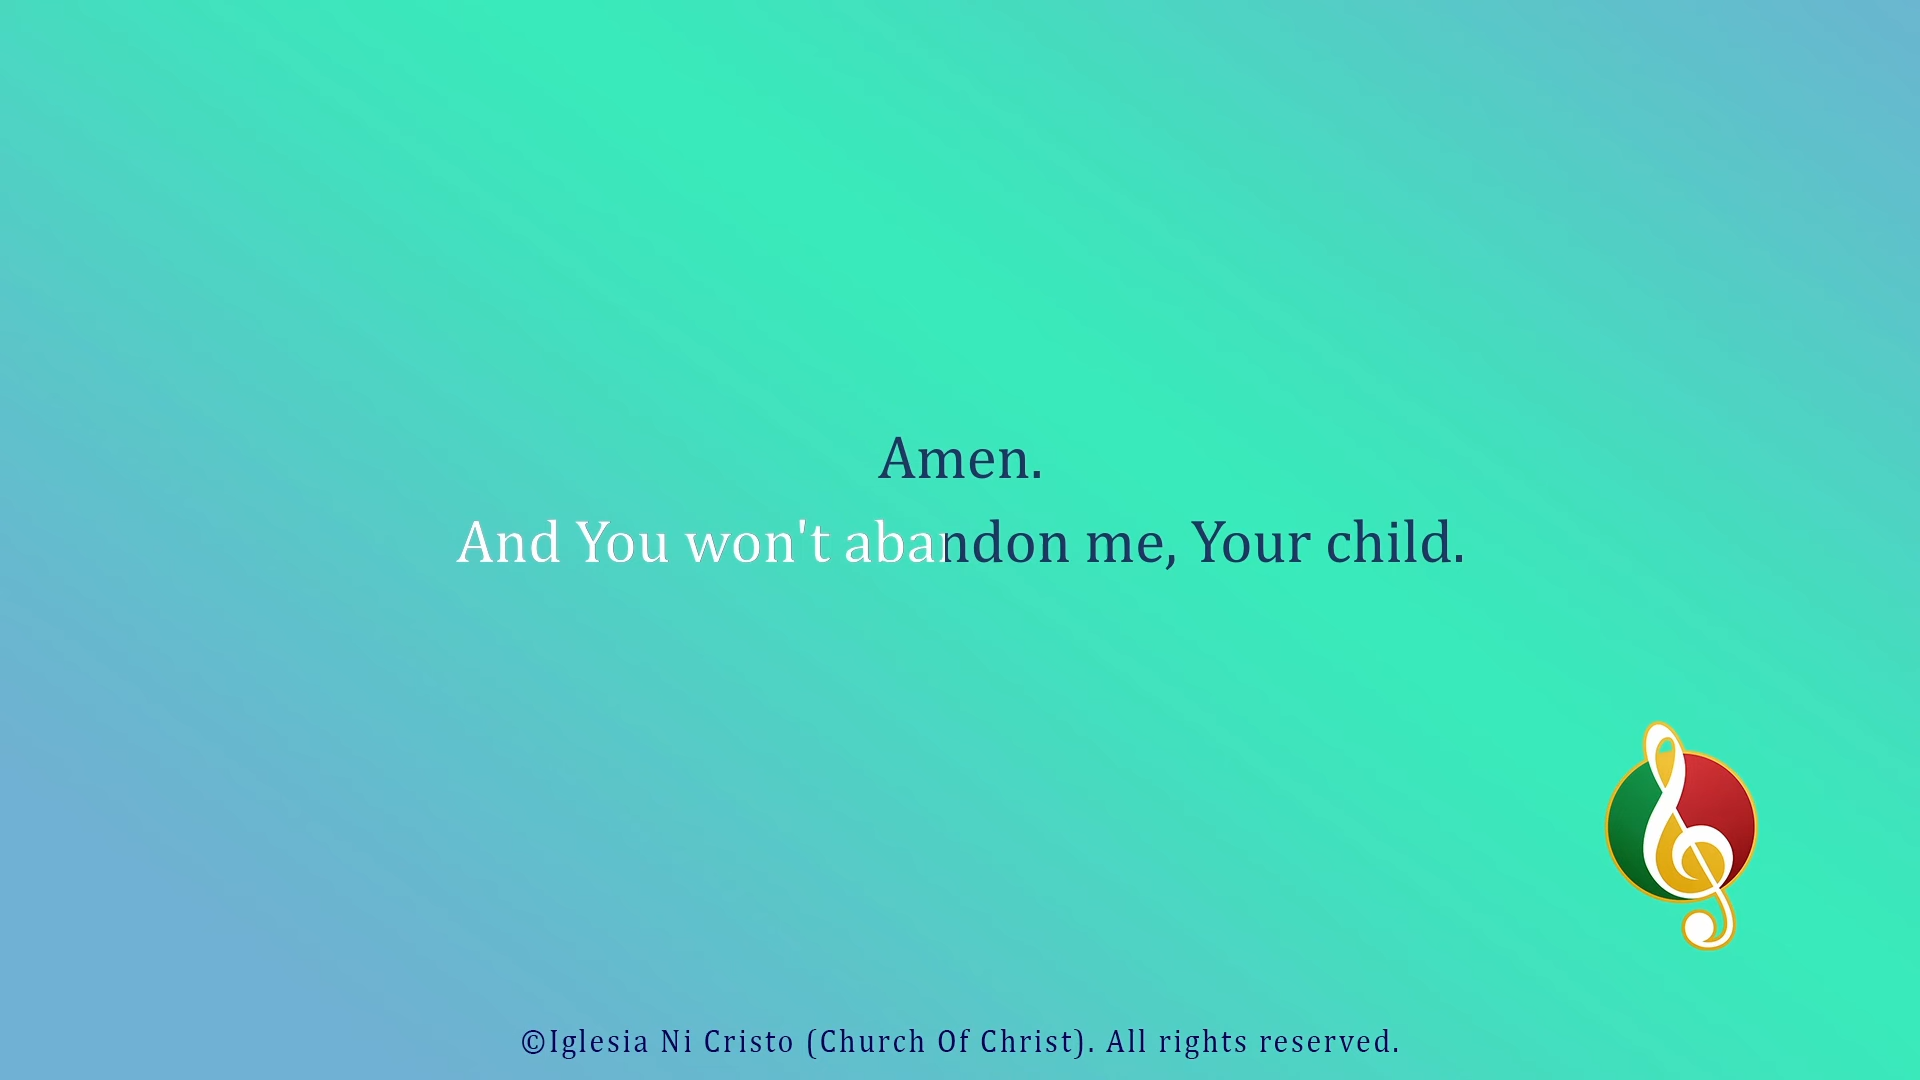 Amen.
And You won't abandon me, Your child.
©Iglesia Ni Cristo (Church Of Christ). All rights reserved.